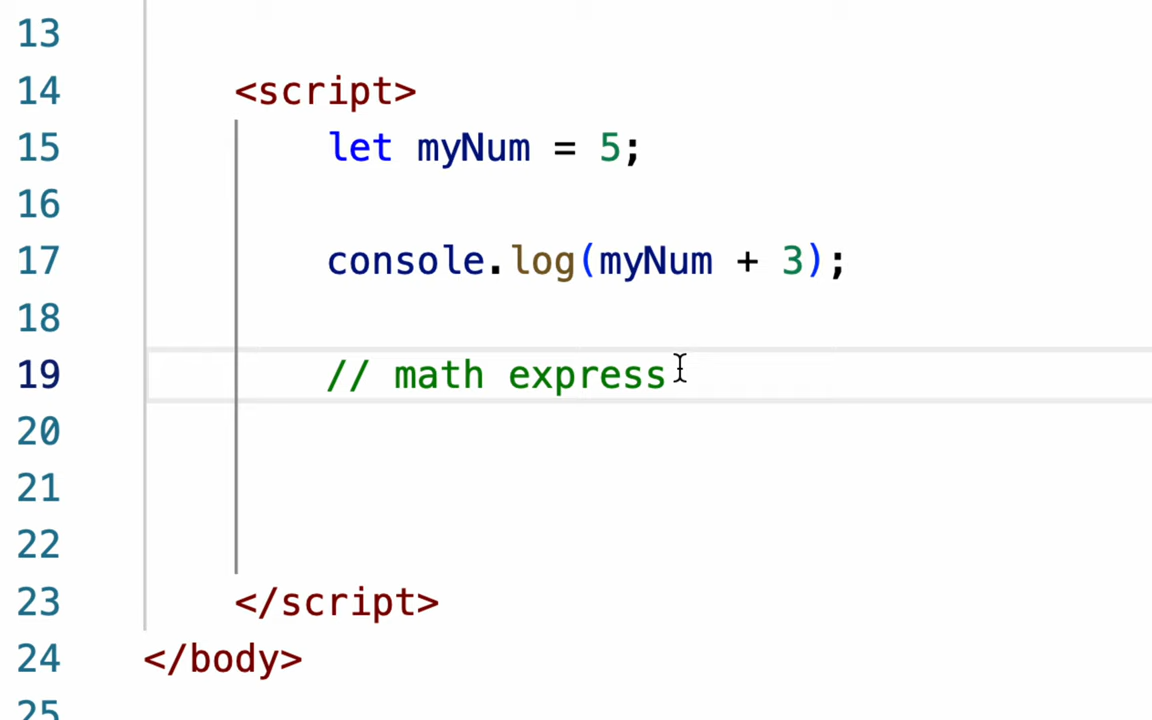 13
14 <script>
15 let myNum = 5;
16
17 console.log(myNum + 3);
18
19 // math express
20
21
22
23 </script>
24 </body>
25